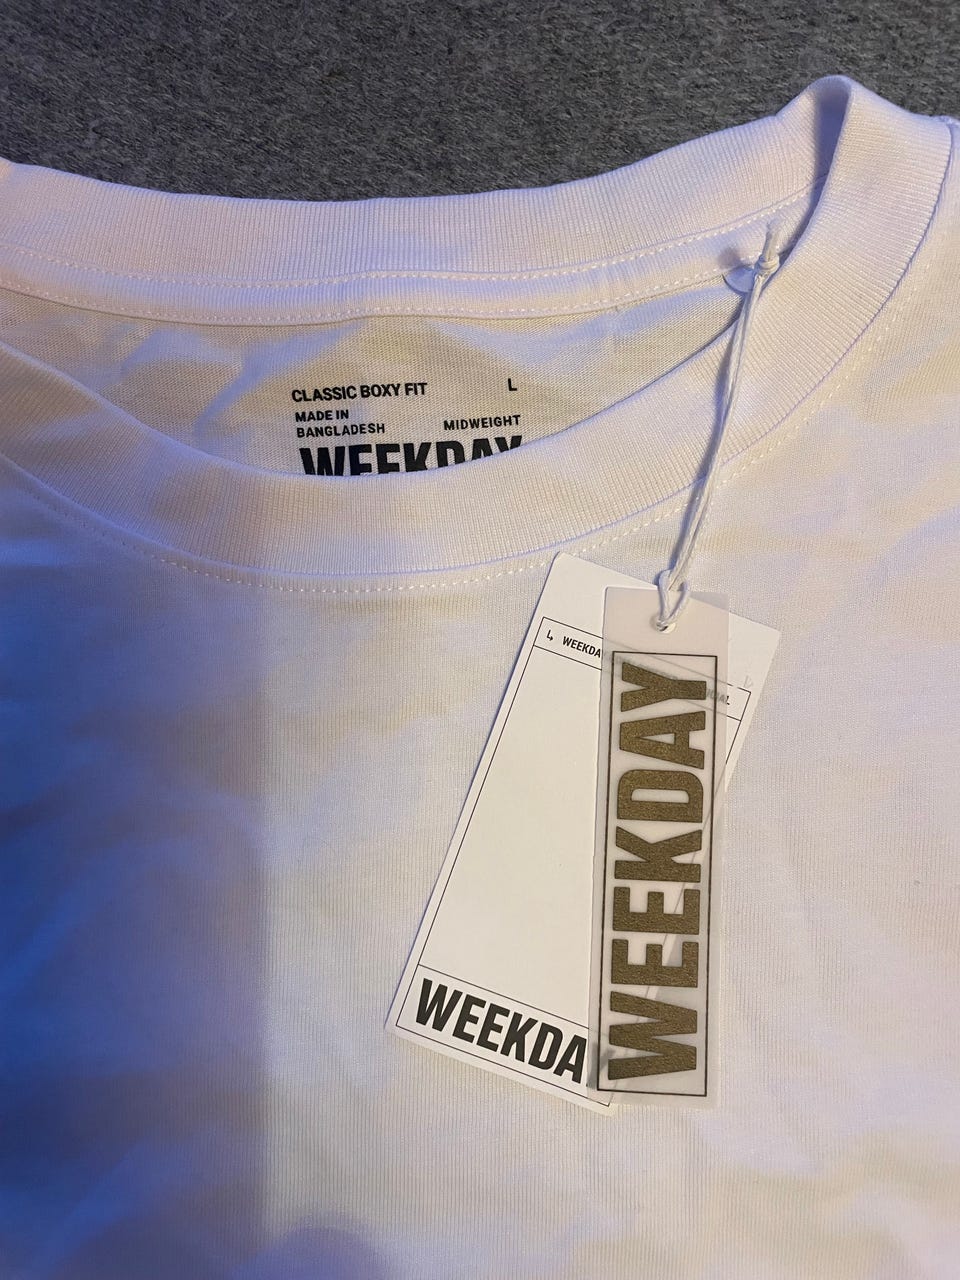 CLASSIC BOXY FIT L
MADE IN
BANGLADESH MIDWEIGHT
WEEKDAY
↳ WEEKDA
WEEKDAY
WEEKDAY